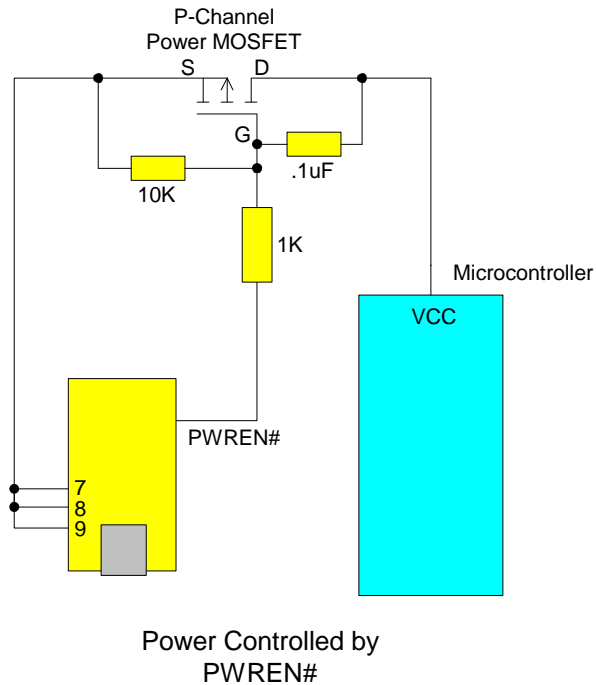 P-Channel
Power MOSFET
S D
G
.1uF
10K
1K
Microcontroller
VCC
PWREN#
7
8
9
Power Controlled by
PWREN#